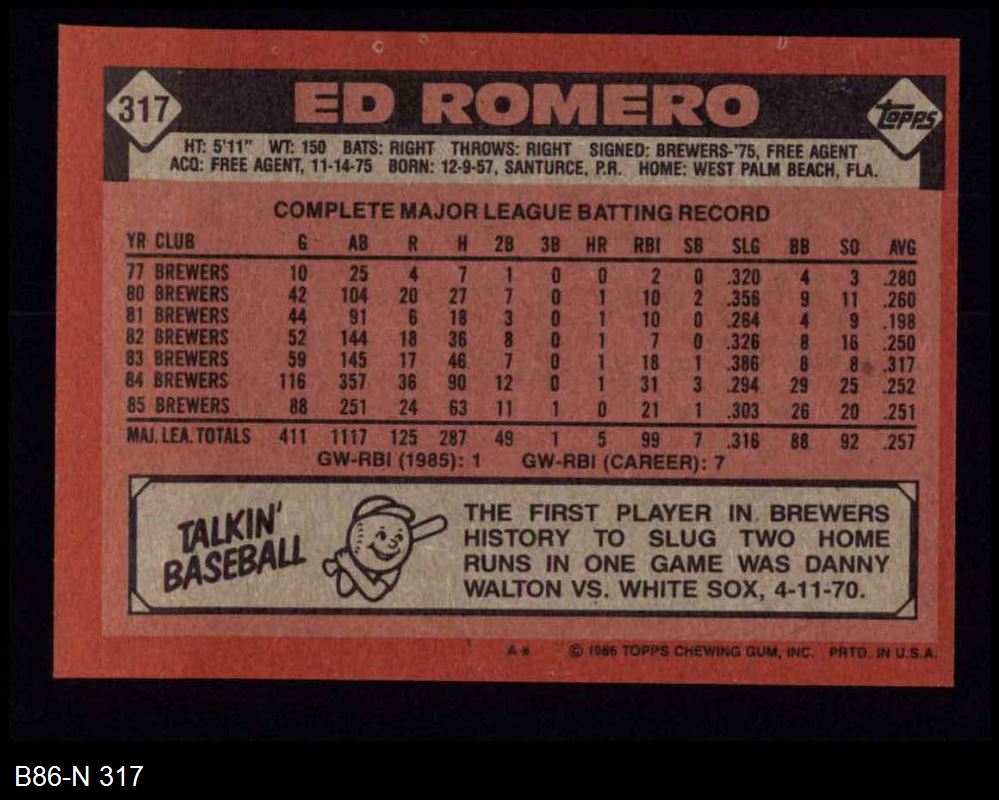 317 ED ROMERO topps
HT: 5'11" WT: 150 BATS: RIGHT THROWS: RIGHT SIGNED: BREWERS-'75, FREE AGENT
ACQ: FREE AGENT, 11-14-75 BORN: 12-9-57, SANTURCE, P.R. HOME: WEST PALM BEACH, FLA.
COMPLETE MAJOR LEAGUE BATTING RECORD
YR CLUB G AB R H 2B 3B HR RBI SB SLG BB SO AVG
77 BREWERS 10 25 4 7 1 0 0 2 0 .320 4 3 .280
80 BREWERS 42 104 20 27 7 0 1 10 2 .356 9 11 .260
81 BREWERS 44 91 6 18 3 0 1 10 0 .264 4 9 .198
82 BREWERS 52 144 18 36 8 0 1 7 0 .326 8 16 .250
83 BREWERS 59 145 17 46 7 0 1 18 1 .386 8 8 .317
84 BREWERS 116 357 36 90 12 0 1 31 3 .294 29 25 .252
85 BREWERS 88 251 24 63 11 1 0 21 1 .303 26 20 .251
MAJ. LEA. TOTALS 411 1117 125 287 49 1 5 99 7 .316 88 92 .257
GW-RBI (1985): 1 GW-RBI (CAREER): 7
TALKIN'
BASEBALL
THE FIRST PLAYER IN BREWERS
HISTORY TO SLUG TWO HOME
RUNS IN ONE GAME WAS DANNY
WALTON VS. WHITE SOX, 4-11-70.
A* © 1986 TOPPS CHEWING GUM, INC. PRTD. IN U.S.A.
B86-N 317